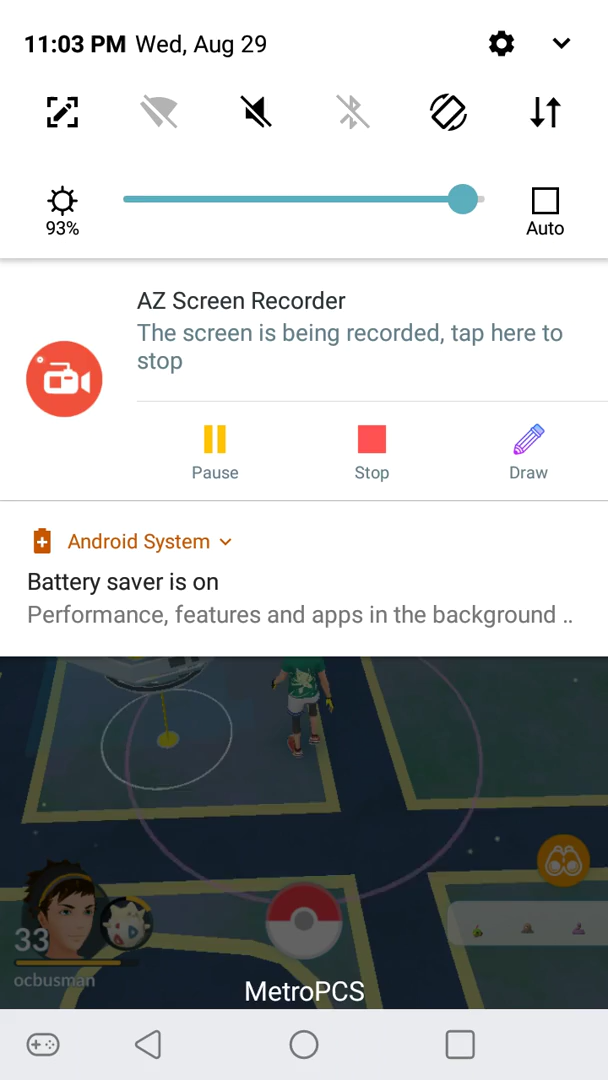 11:03 PM Wed, Aug 29
93%
Auto
AZ Screen Recorder
The screen is being recorded, tap here to
stop
Pause
Stop
Draw
Android System
Battery saver is on
Performance, features and apps in the background ..
33
ocbusman
MetroPCS